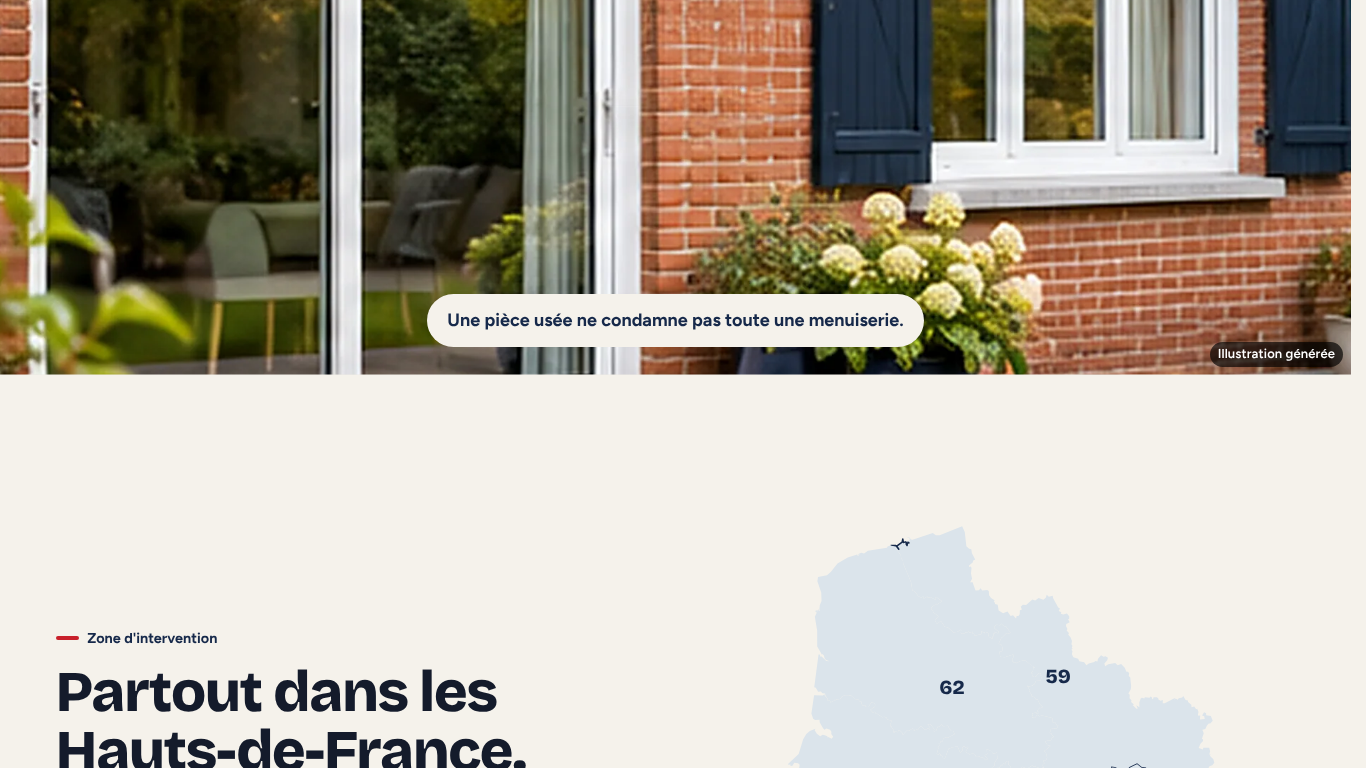 Une pièce usée ne condamne pas toute une menuiserie.
Illustration générée
Zone d'intervention
Partout dans les
Hauts-de-France.
62
59